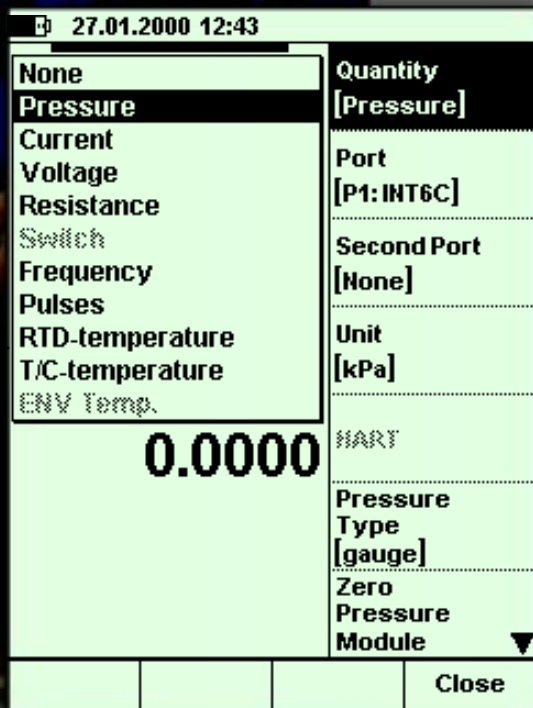 27.01.2000 12:43
None
Pressure
Current
Voltage
Resistance
Switch
Frequency
Pulses
RTD-temperature
T/C-temperature
ENV Temp.
0.0000
Quantity
[Pressure]
Port
[P1:INT6C]
Second Port
[None]
Unit
[kPa]
HART
Pressure
Type
[gauge]
Zero
Pressure
Module
Close